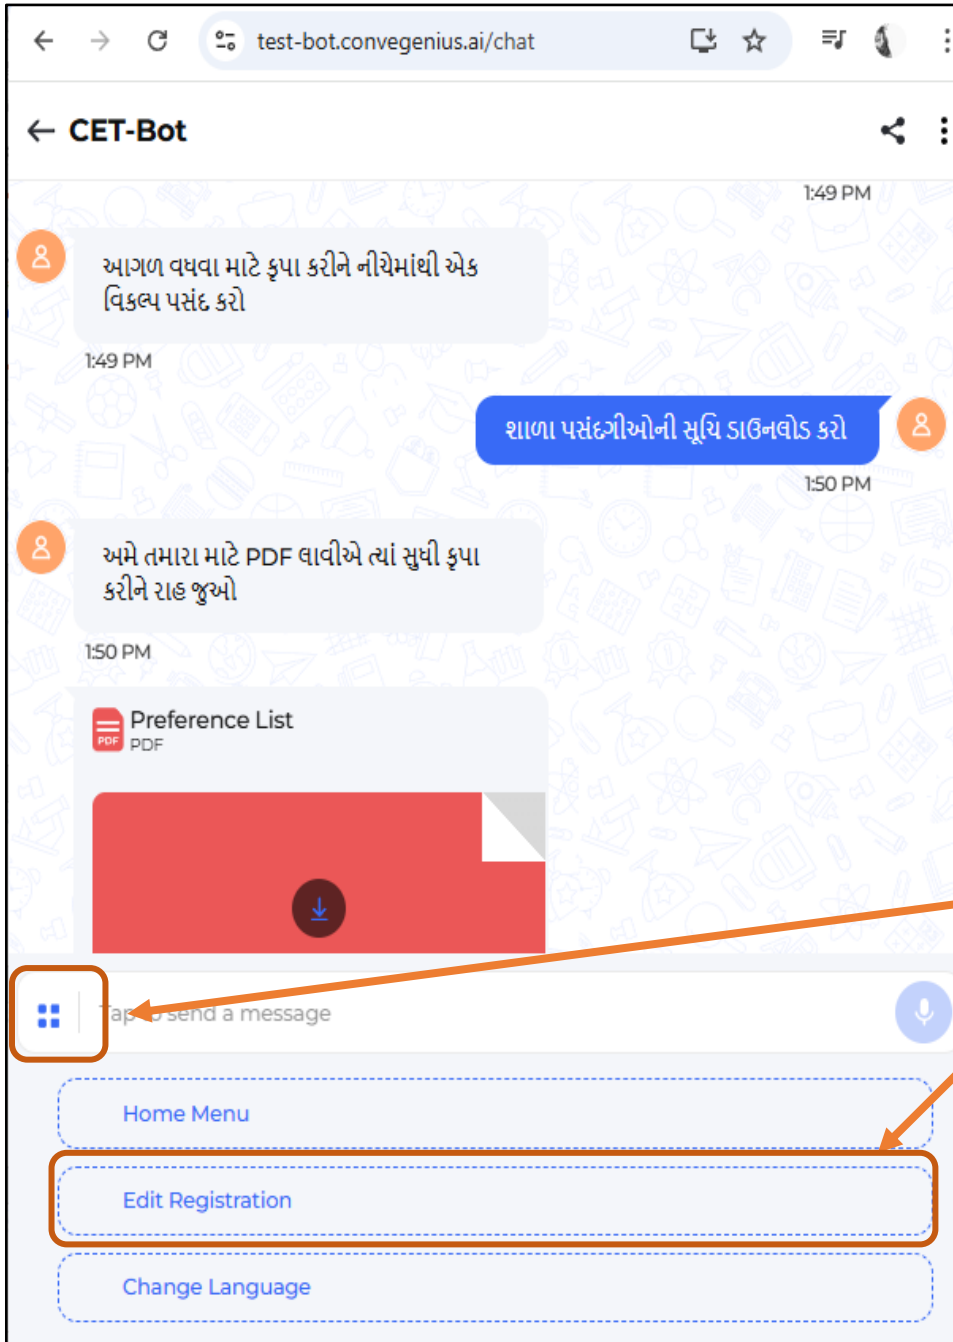 test-bot.convegenius.ai/chat
CET-Bot
1:49 PM
આગળ વધવા માટે કૃપા કરીને નીચેમાંથી એક
વિકલ્પ પસંદ કરો
1:49 PM
શાળા પસંદગીઓની સૂચિ ડાઉનલોડ કરો
1:50 PM
અમે તમારા માટે PDF લાવીએ ત્યાં સુધી કૃપા
કરીને રાહ જુઓ
1:50 PM
Preference List
PDF
PDF
Tap to send a message
Home Menu
Edit Registration
Change Language